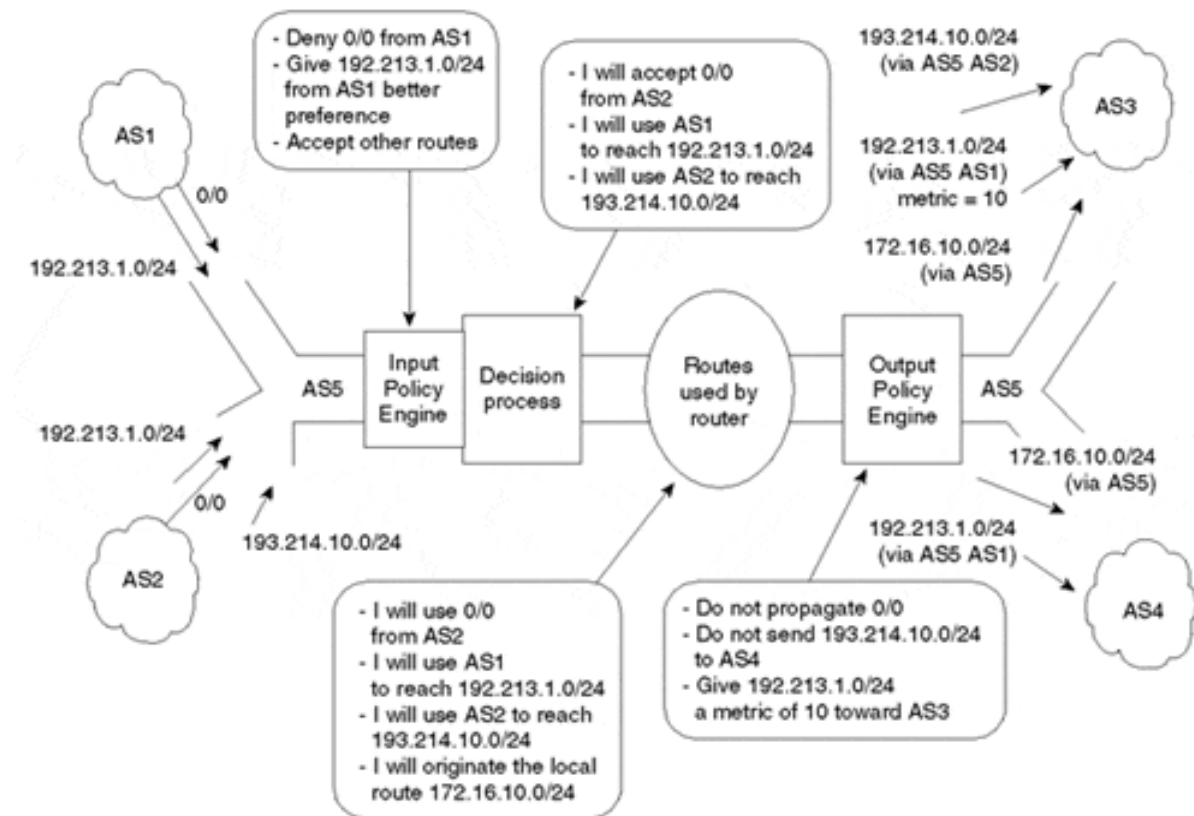 - Deny 0/0 from AS1
- Give 192.213.1.0/24
from AS1 better
preference
- Accept other routes
- I will accept 0/0
from AS2
- I will use AS1
to reach 192.213.1.0/24
- I will use AS2 to reach
193.214.10.0/24
193.214.10.0/24
(via AS5 AS2)
AS3
192.213.1.0/24
(via AS5 AS1)
metric = 10
172.16.10.0/24
(via AS5)
AS1
0/0
192.213.1.0/24
AS5
Input
Policy
Engine
Decision
process
Routes
used by
router
Output
Policy
Engine
AS5
192.213.1.0/24
0/0
193.214.10.0/24
AS2
172.16.10.0/24
(via AS5)
192.213.1.0/24
(via AS5 AS1)
AS4
- I will use 0/0
from AS2
- I will use AS1
to reach 192.213.1.0/24
- I will use AS2 to reach
193.214.10.0/24
- I will originate the local
route 172.16.10.0/24
- Do not propagate 0/0
- Do not send 193.214.10.0/24
to AS4
- Give 192.213.1.0/24
a metric of 10 toward AS3